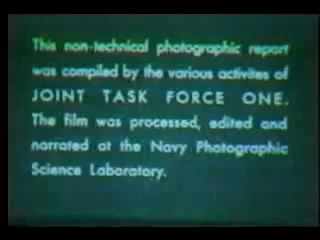 This non-technical photographic report
was compiled by the various activites of
JOINT TASK FORCE ONE.
The film was processed, edited and
narrated at the Navy Photographic
Science Laboratory.